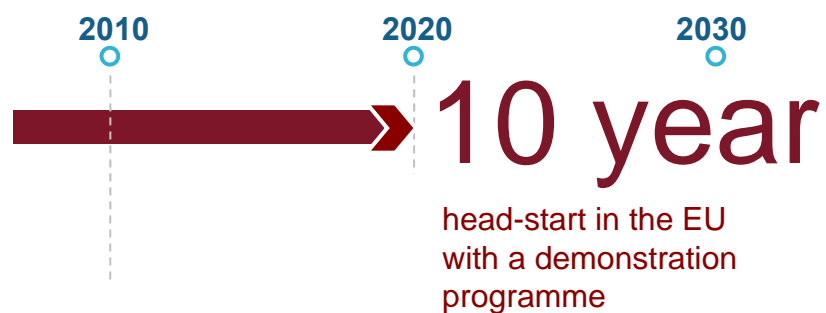 2010 2020 2030
10 year
head-start in the EU
with a demonstration
programme